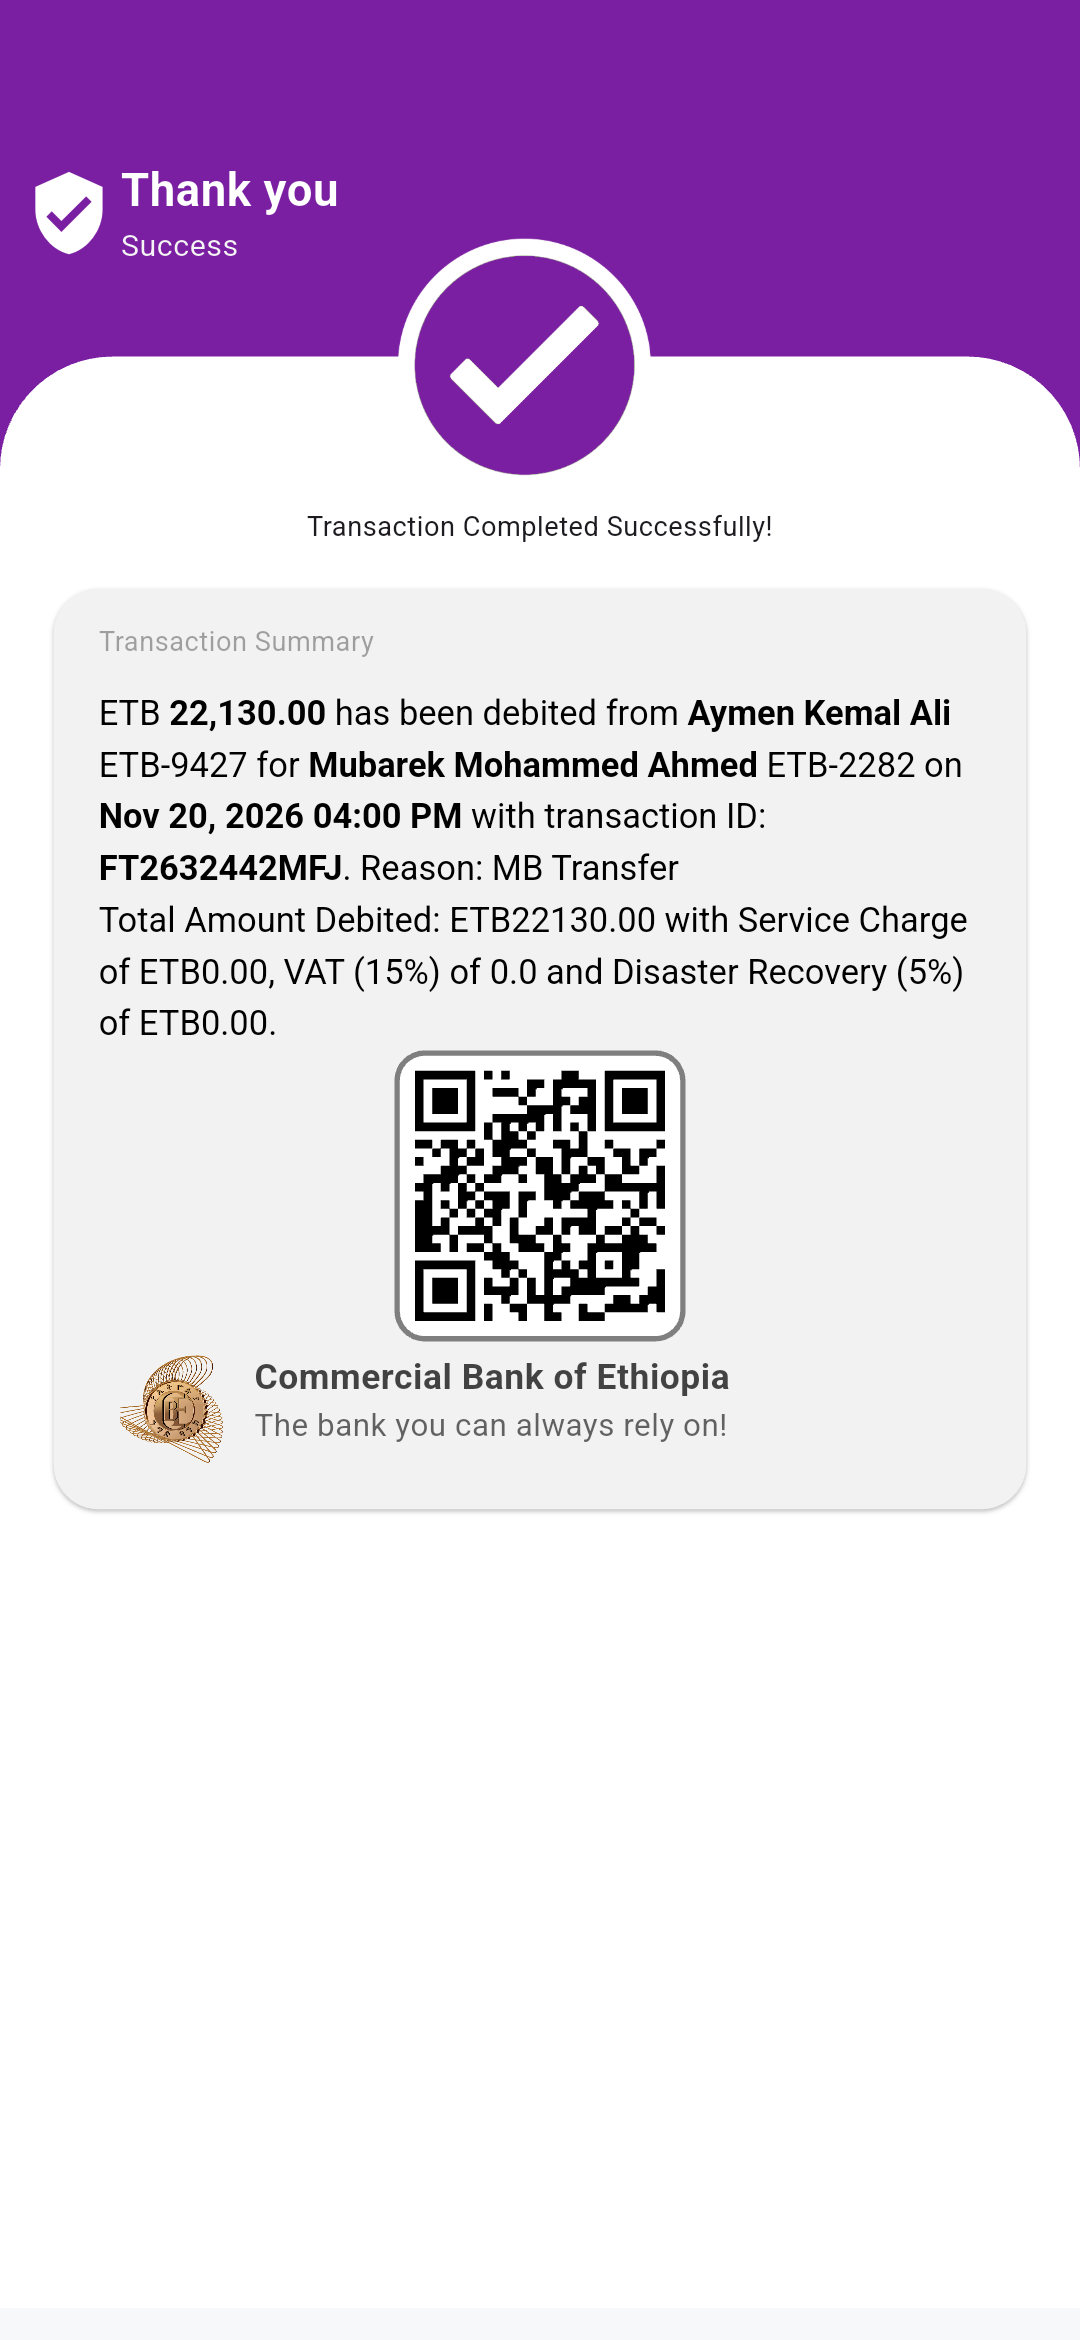 Thank you
Success
Transaction Completed Successfully!
Transaction Summary
ETB 22,130.00 has been debited from Aymen Kemal Ali
ETB-9427 for Mubarek Mohammed Ahmed ETB-2282 on
Nov 20, 2026 04:00 PM with transaction ID:
FT2632442MFJ. Reason: MB Transfer
Total Amount Debited: ETB22130.00 with Service Charge
of ETB0.00, VAT (15%) of 0.0 and Disaster Recovery (5%)
of ETB0.00.
Commercial Bank of Ethiopia
The bank you can always rely on!